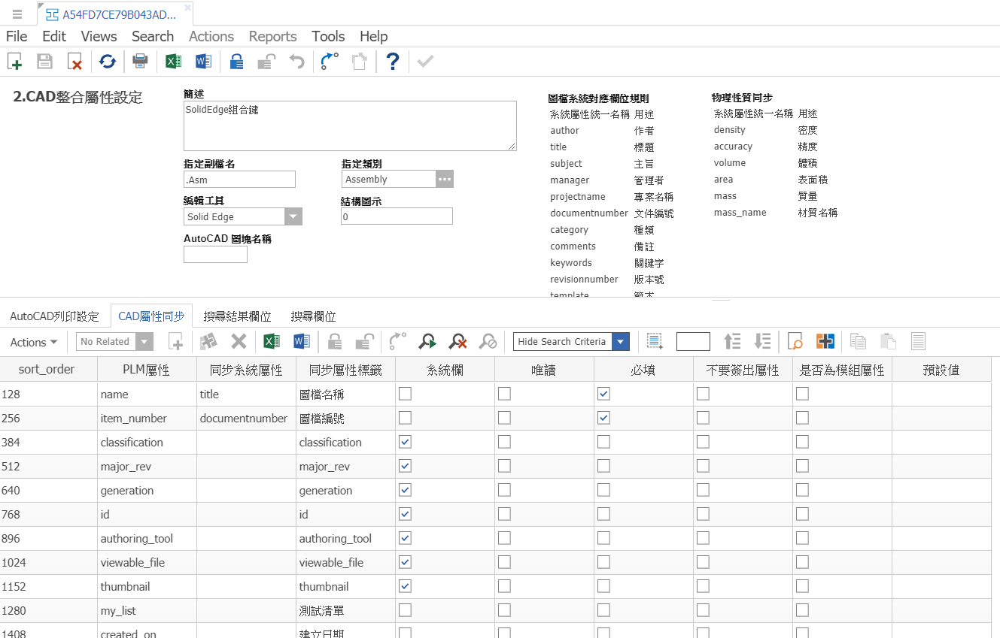 A54FD7CE79B043AD...
File Edit Views Search Actions Reports Tools Help
2.CAD整合屬性設定
簡述
SolidEdge組合鍵
指定副檔名 指定類別
.Asm Assembly
編輯工具 結構圖示
Solid Edge 0
AutoCAD 圖塊名稱
圖檔系統對應欄位規則
系統屬性統一名稱 用途
author 作者
title 標題
subject 主旨
manager 管理者
projectname 專案名稱
documentnumber 文件編號
category 種類
comments 備註
keywords 關鍵字
revisionnumber 版本號
template 範本
物理性質同步
系統屬性統一名稱 用途
density 密度
accuracy 精度
volume 體積
area 表面積
mass 質量
mass_name 材質名稱
AutoCAD列印設定 CAD屬性同步 搜尋結果欄位 搜尋欄位
Actions No Related Hide Search Criteria
sort_order PLM屬性 同步系統屬性 同步屬性標籤 系統欄 唯讀 必填 不要簽出屬性 是否為模組屬性 預設值
128 name title 圖檔名稱
256 item_number documentnumber 圖檔編號
384 classification classification
512 major_rev major_rev
640 generation generation
768 id id
896 authoring_tool authoring_tool
1024 viewable_file viewable_file
1152 thumbnail thumbnail
1280 my_list 測試清單
1408 created_on 建立日期